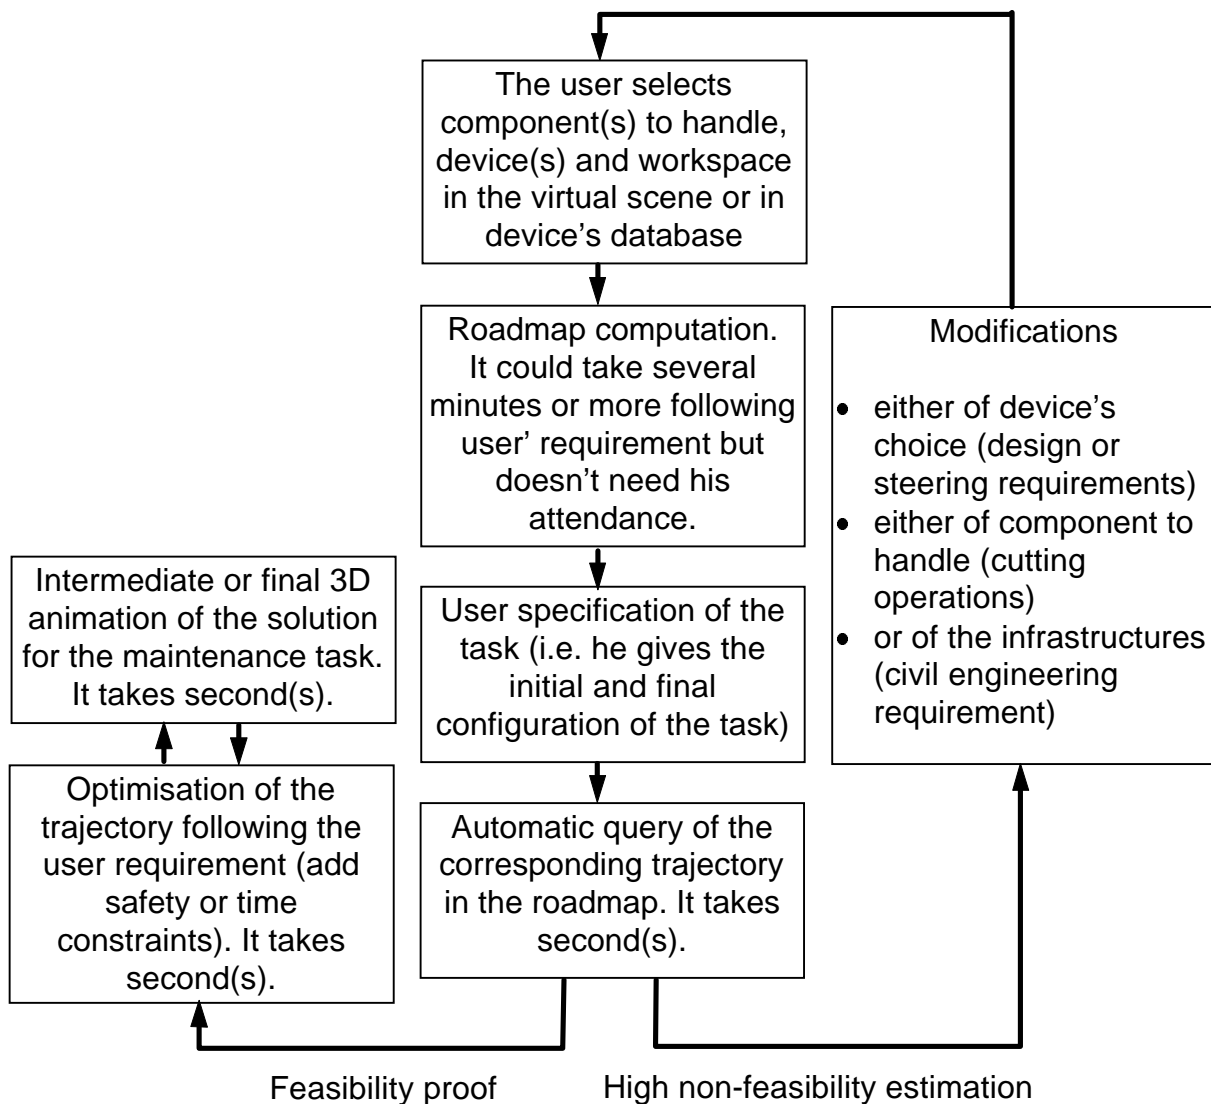 The user selects
component(s) to handle,
device(s) and workspace
in the virtual scene or in
device’s database
Roadmap computation.
It could take several
minutes or more following
user’ requirement but
doesn’t need his
attendance.
User specification of the
task (i.e. he gives the
initial and final
configuration of the task)
Automatic query of the
corresponding trajectory
in the roadmap. It takes
second(s).
Intermediate or final 3D
animation of the solution
for the maintenance task.
It takes second(s).
Optimisation of the
trajectory following the
user requirement (add
safety or time
constraints). It takes
second(s).
Modifications
• either of device’s
choice (design or
steering requirements)
• either of component to
handle (cutting
operations)
• or of the infrastructures
(civil engineering
requirement)
Feasibility proof
High non-feasibility estimation